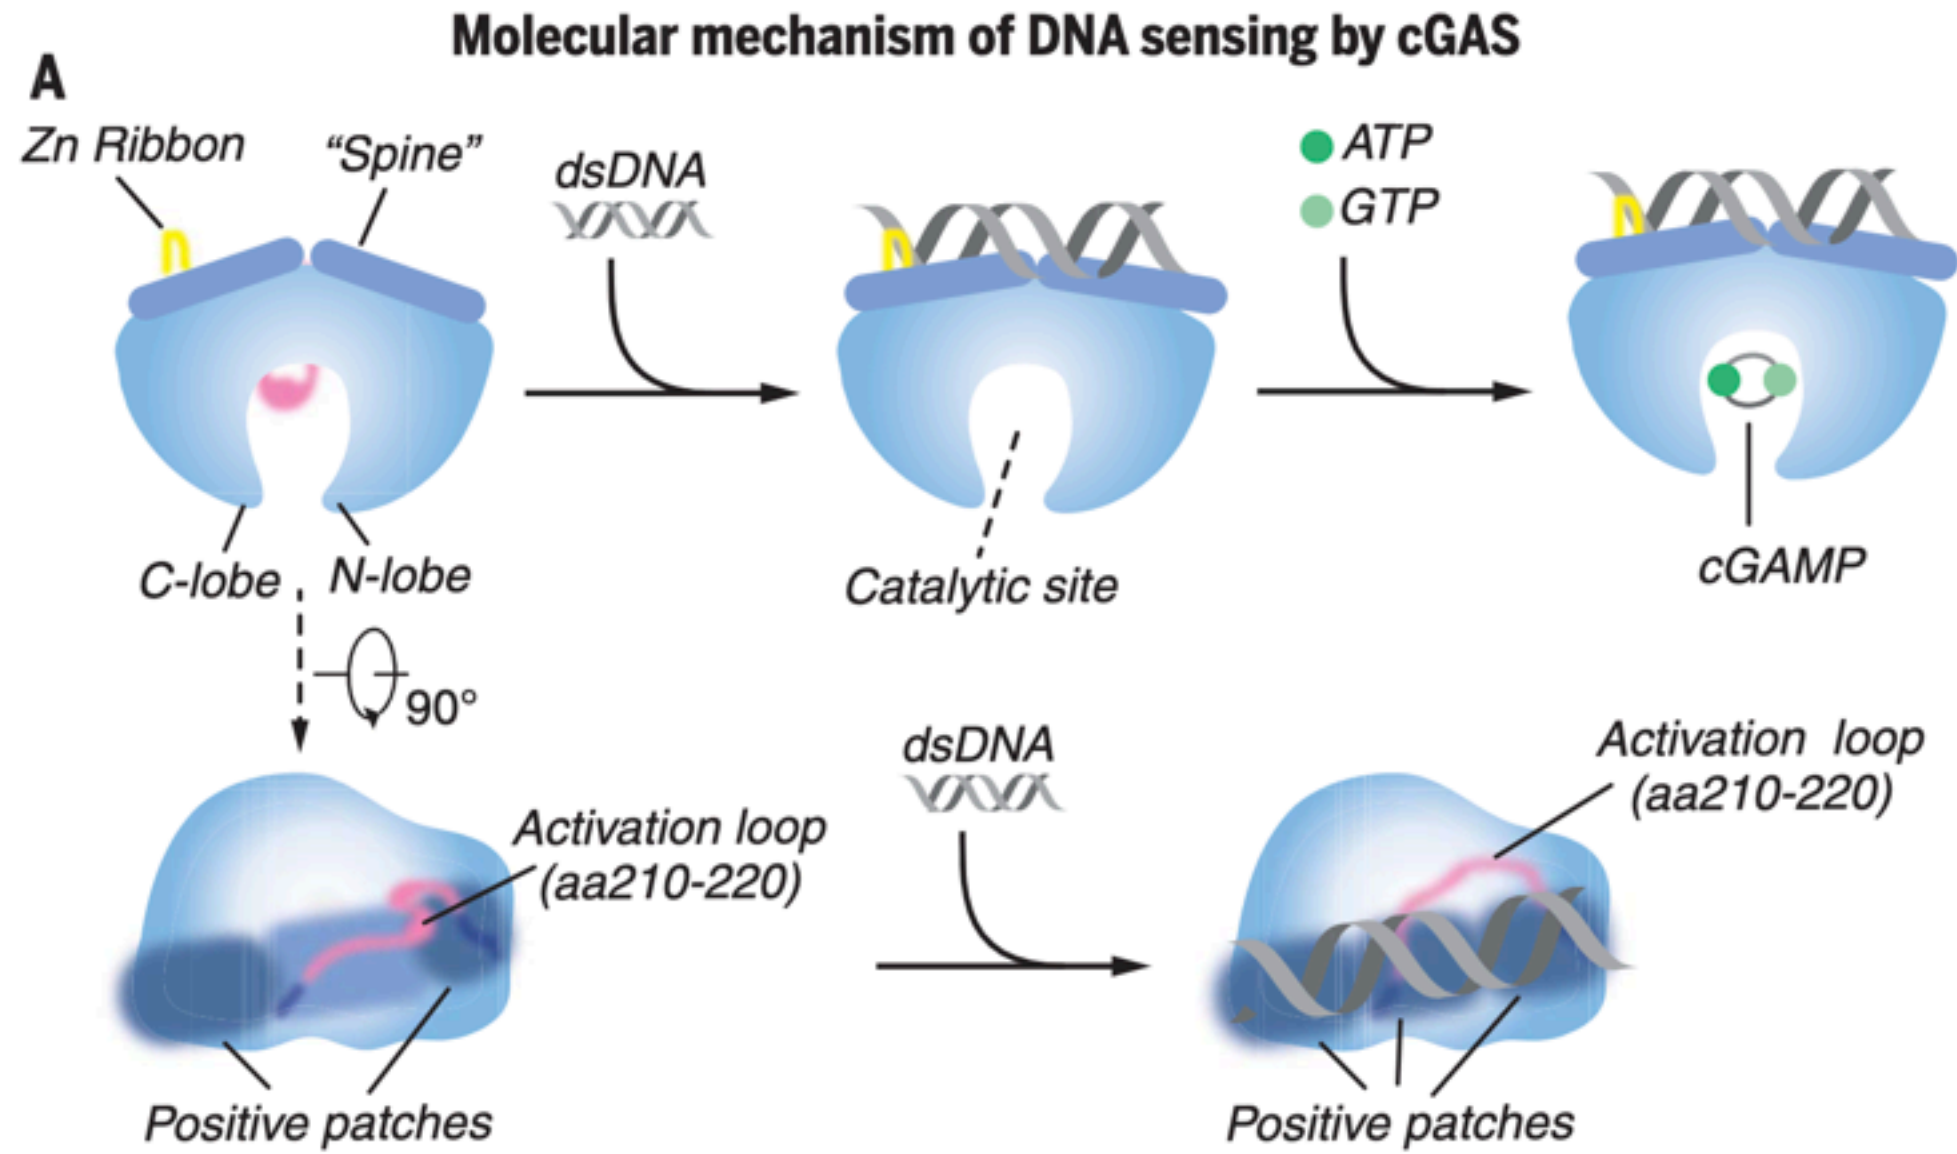 Molecular mechanism of DNA sensing by cGAS
A
Zn Ribbon
“Spine”
dsDNA
ATP
GTP
C-lobe
N-lobe
Catalytic site
cGAMP
90°
Activation loop
(aa210-220)
dsDNA
Activation loop
(aa210-220)
Positive patches
Positive patches